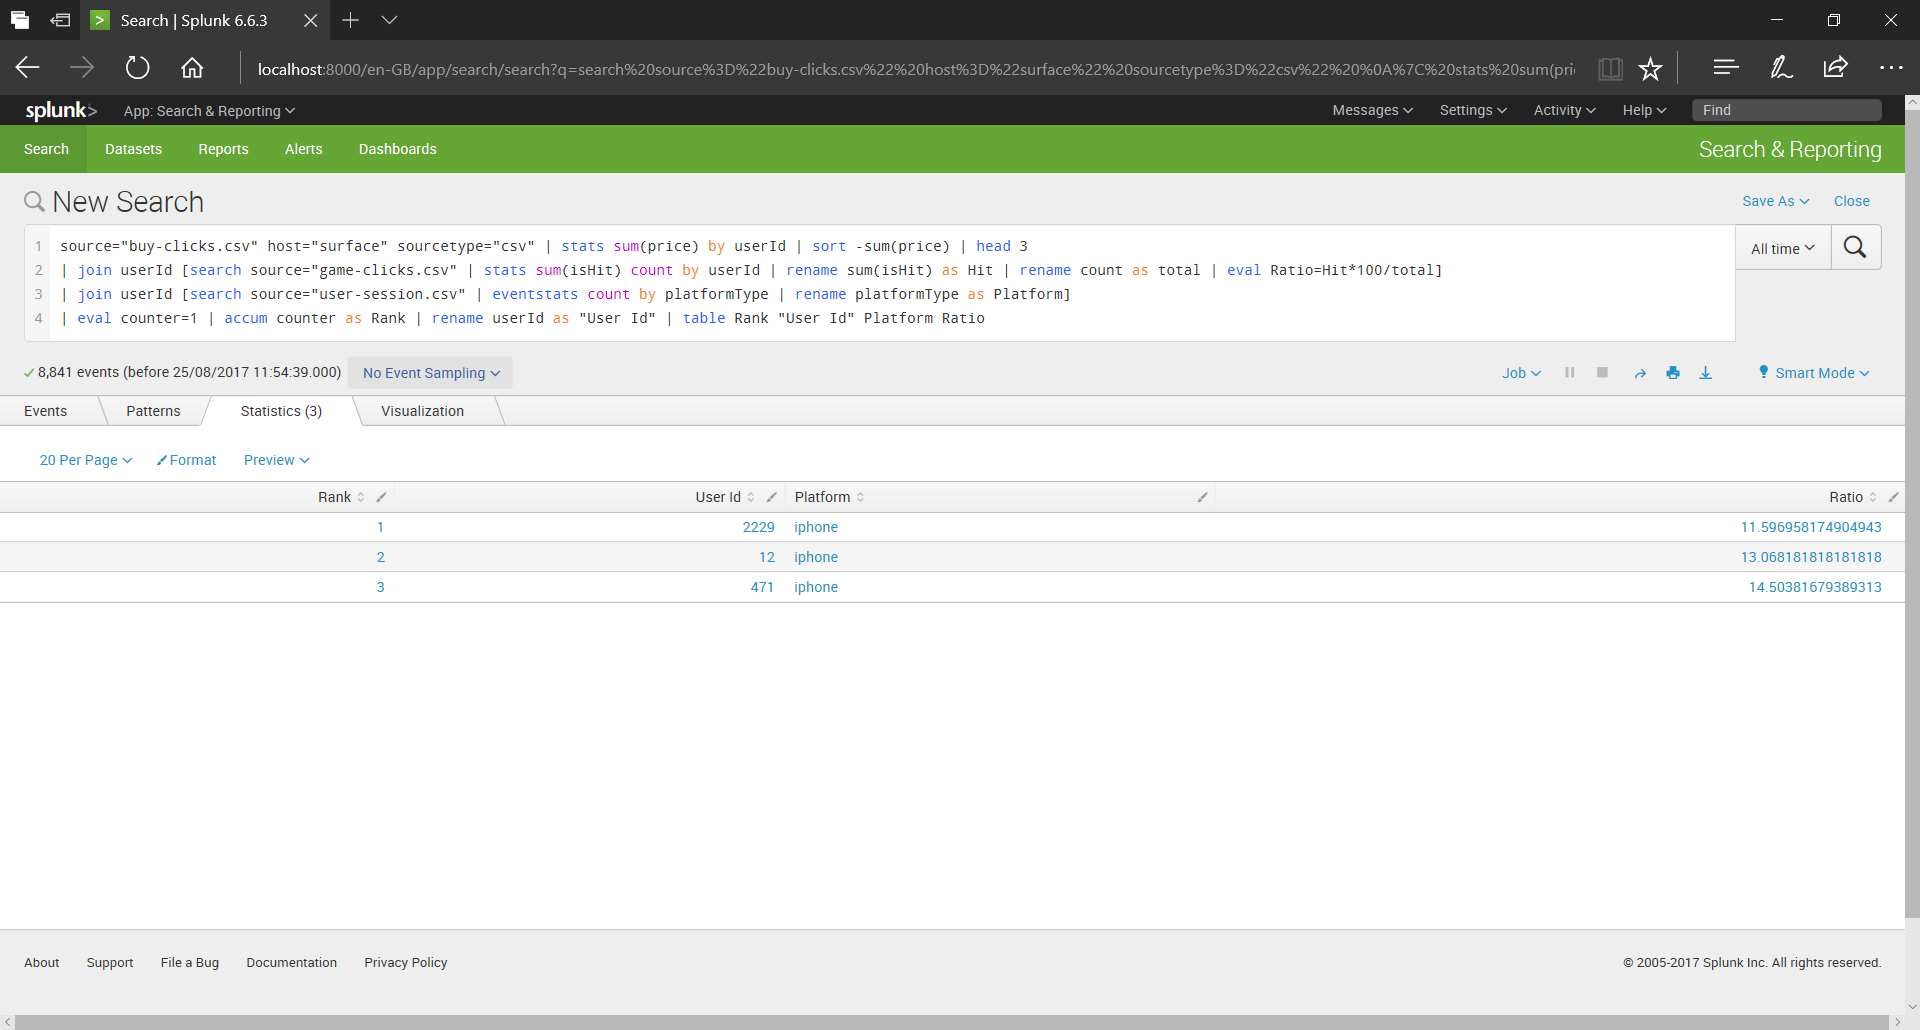 Search | Splunk 6.6.3
localhost:8000/en-GB/app/search/search?q=search%20source%3D%22buy-clicks.csv%22%20host%3D%22surface%22%20sourcetype%3D%22csv%22%20%0A%7C%20stats%20sum(pri
splunk> App: Search & Reporting Messages Settings Activity Help Find
Search Datasets Reports Alerts Dashboards Search & Reporting
New Search Save As Close
1 source="buy-clicks.csv" host="surface" sourcetype="csv" | stats sum(price) by userId | sort -sum(price) | head 3
All time
2 | join userId [search source="game-clicks.csv" | stats sum(isHit) count by userId | rename sum(isHit) as Hit | rename count as total | eval Ratio=Hit*100/total]
3 | join userId [search source="user-session.csv" | eventstats count by platformType | rename platformType as Platform]
4 | eval counter=1 | accum counter as Rank | rename userId as "User Id" | table Rank "User Id" Platform Ratio
8,841 events (before 25/08/2017 11:54:39.000) No Event Sampling Job Smart Mode
Events Patterns Statistics (3) Visualization
20 Per Page Format Preview
Rank User Id Platform Ratio
1 2229 iphone 11.596958174904943
2 12 iphone 13.068181818181818
3 471 iphone 14.50381679389313
About Support File a Bug Documentation Privacy Policy © 2005-2017 Splunk Inc. All rights reserved.